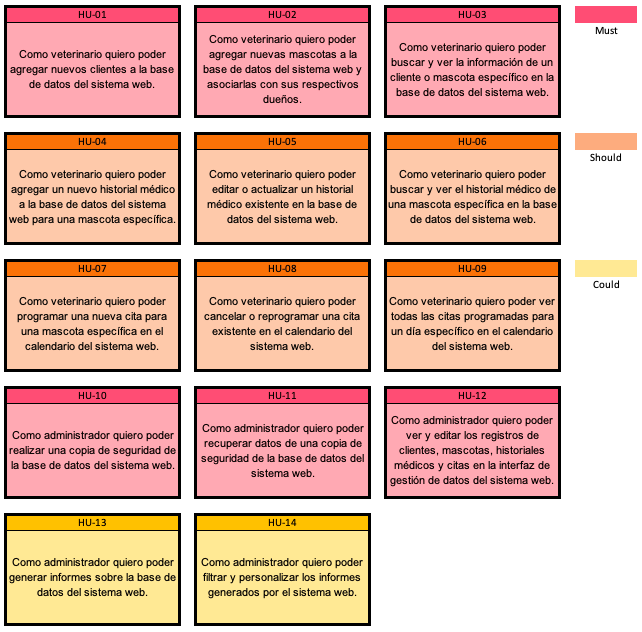 HU-01
Como veterinario quiero poder
agregar nuevos clientes a la base
de datos del sistema web.
HU-02
Como veterinario quiero poder
agregar nuevas mascotas a la
base de datos del sistema web y
asociarlas con sus respectivos
dueños.
HU-03
Como veterinario quiero poder
buscar y ver la información de un
cliente o mascota específico en la
base de datos del sistema web.
Must
HU-04
Como veterinario quiero poder
agregar un nuevo historial médico
a la base de datos del sistema
web para una mascota específica.
HU-05
Como veterinario quiero poder
editar o actualizar un historial
médico existente en la base de
datos del sistema web.
HU-06
Como veterinario quiero poder
buscar y ver el historial médico de
una mascota específica en la base
de datos del sistema web.
Should
HU-07
Como veterinario quiero poder
programar una nueva cita para
una mascota específica en el
calendario del sistema web.
HU-08
Como veterinario quiero poder
cancelar o reprogramar una cita
existente en el calendario del
sistema web.
HU-09
Como veterinario quiero poder ver
todas las citas programadas para
un día específico en el calendario
del sistema web.
Could
HU-10
Como administrador quiero poder
realizar una copia de seguridad de
la base de datos del sistema web.
HU-11
Como administrador quiero poder
recuperar datos de una copia de
seguridad de la base de datos del
sistema web.
HU-12
Como administrador quiero poder
ver y editar los registros de
clientes, mascotas, historiales
médicos y citas en la interfaz de
gestión de datos del sistema web.
HU-13
Como administrador quiero poder
generar informes sobre la base de
datos del sistema web.
HU-14
Como administrador quiero poder
filtrar y personalizar los informes
generados por el sistema web.